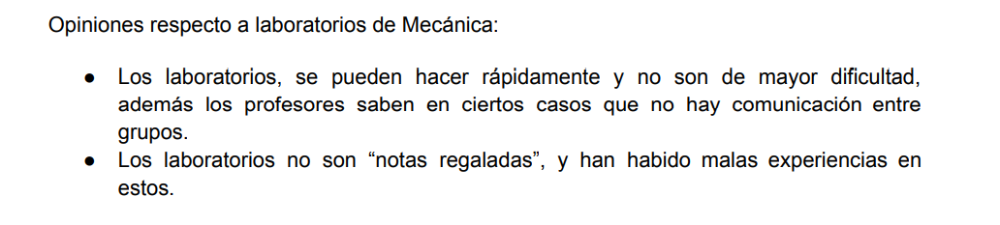 Opiniones respecto a laboratorios de Mecánica:
● Los laboratorios, se pueden hacer rápidamente y no son de mayor dificultad,
además los profesores saben en ciertos casos que no hay comunicación entre
grupos.
● Los laboratorios no son “notas regaladas”, y han habido malas experiencias en
estos.